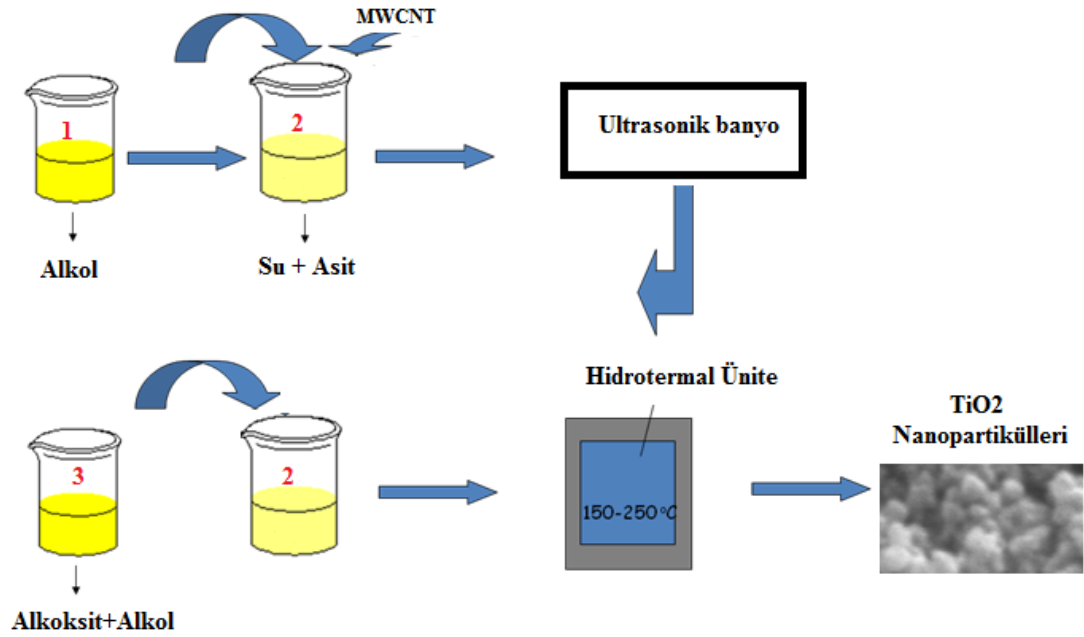 MWCNT
1
2
Ultrasonik banyo
Alkol
Su + Asit
Hidrotermal Ünite
TiO2
Nanopartikülleri
3
2
150-250 °C
Alkoksit+Alkol